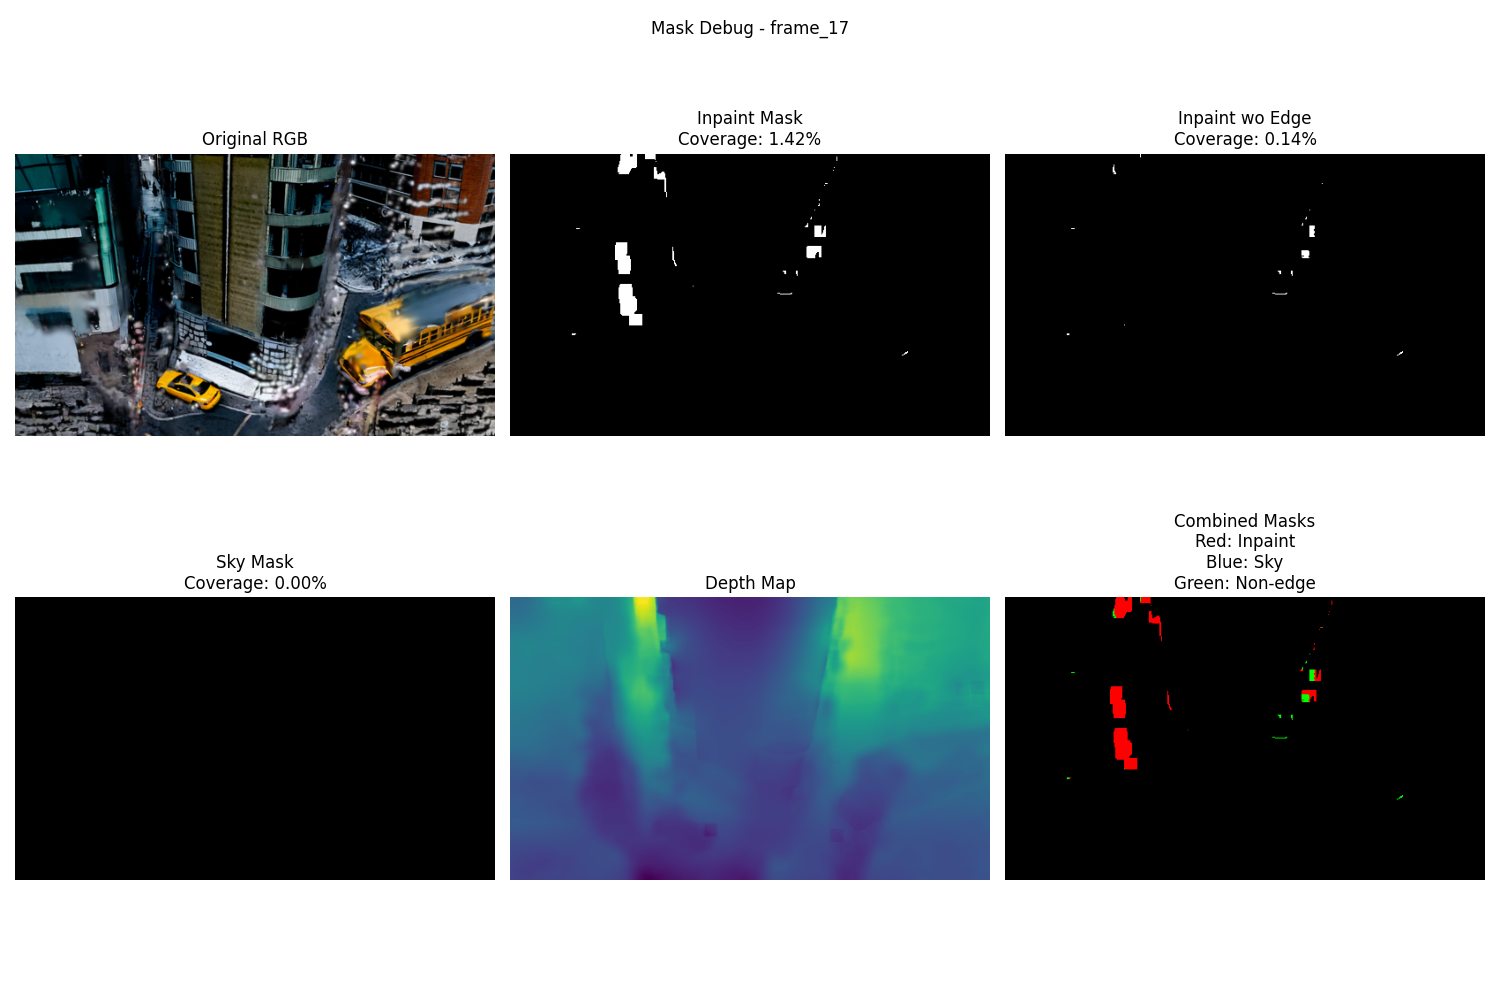 Mask Debug - frame_17
Original RGB
Inpaint Mask
Coverage: 1.42%
Inpaint wo Edge
Coverage: 0.14%
Sky Mask
Coverage: 0.00%
Depth Map
Combined Masks
Red: Inpaint
Blue: Sky
Green: Non-edge